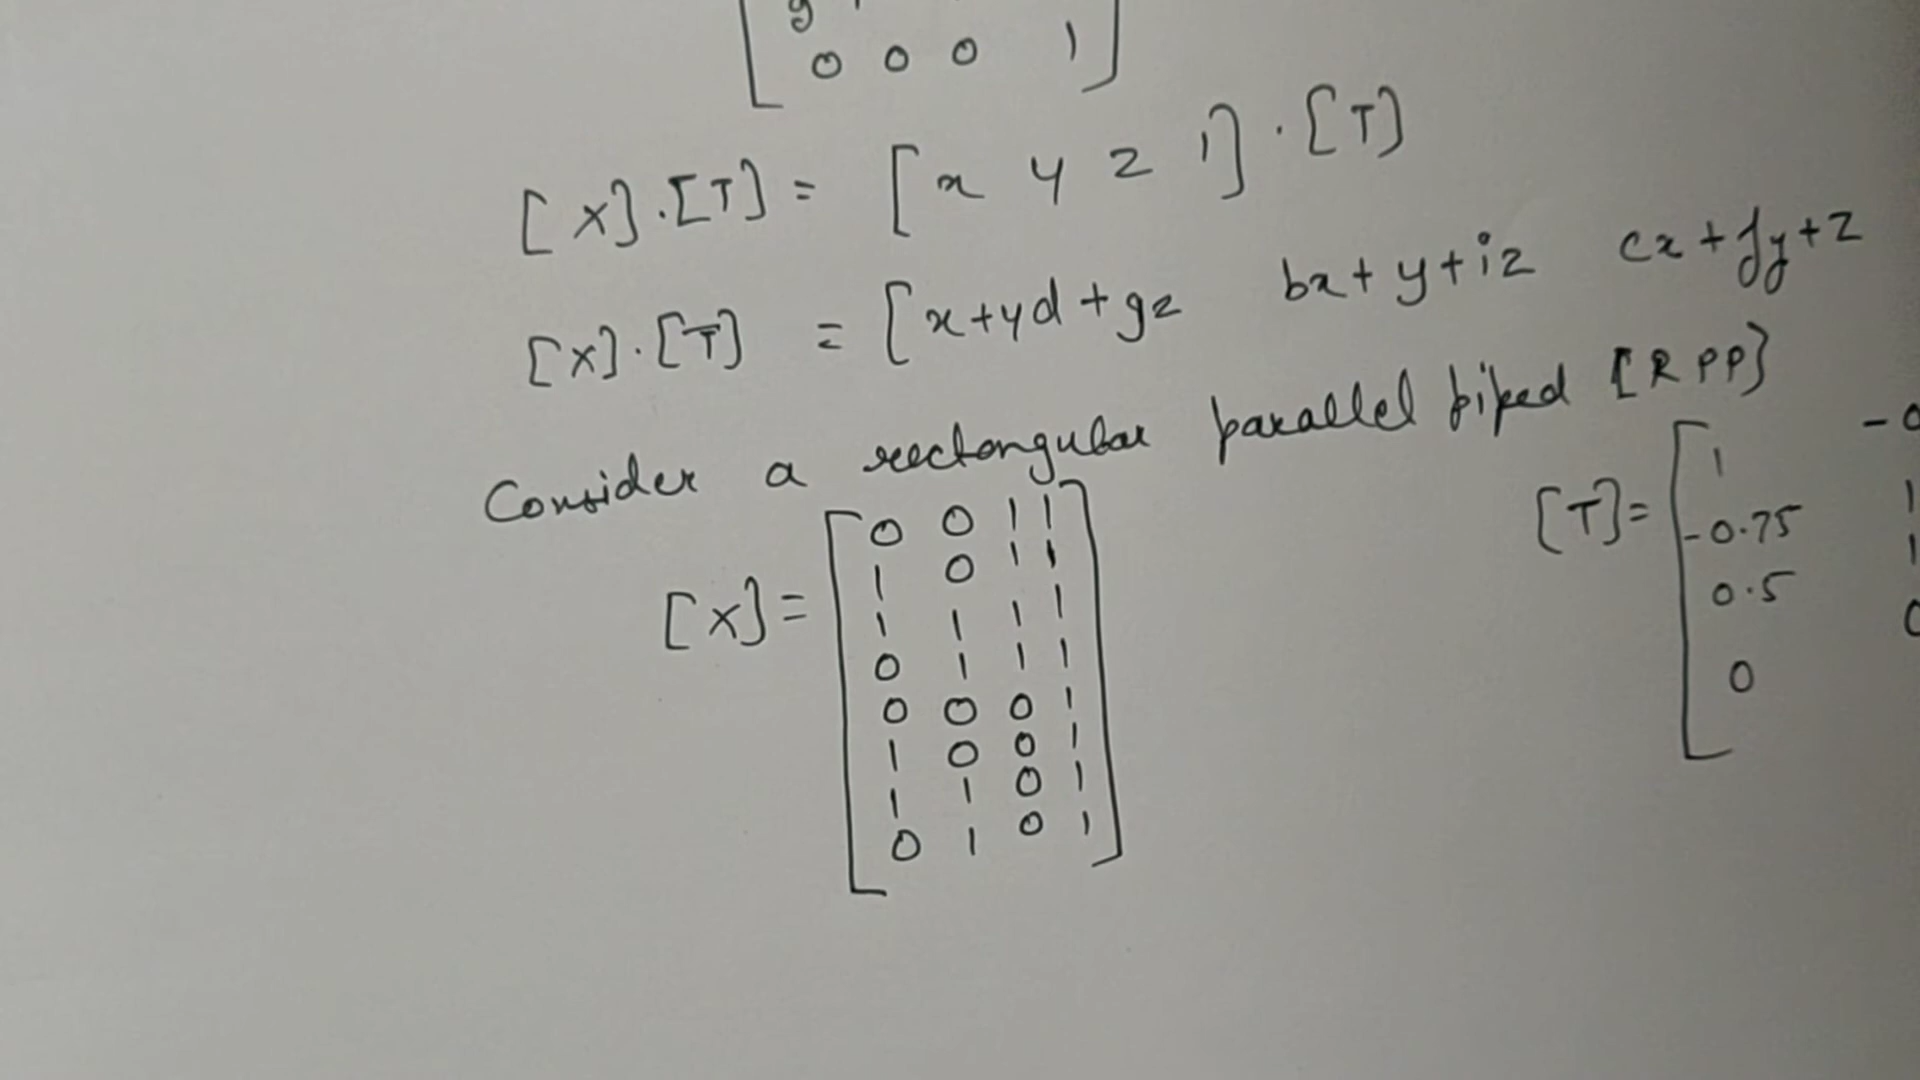 g
0 0 0 1
[X].[T] = [x y z 1] . [T]
[X].[T] = [x+yd+gz bx+y+iz cx+fy+z
Consider a rectangular parallel piped [RPP]
[X] = [0 0 1 1
1 0 1 1
1 1 1 1
0 1 1 1
0 0 0 1
1 0 0 1
1 1 0 1
0 1 0 1]
[T] = [1
-0.75 1
0.5 1
0